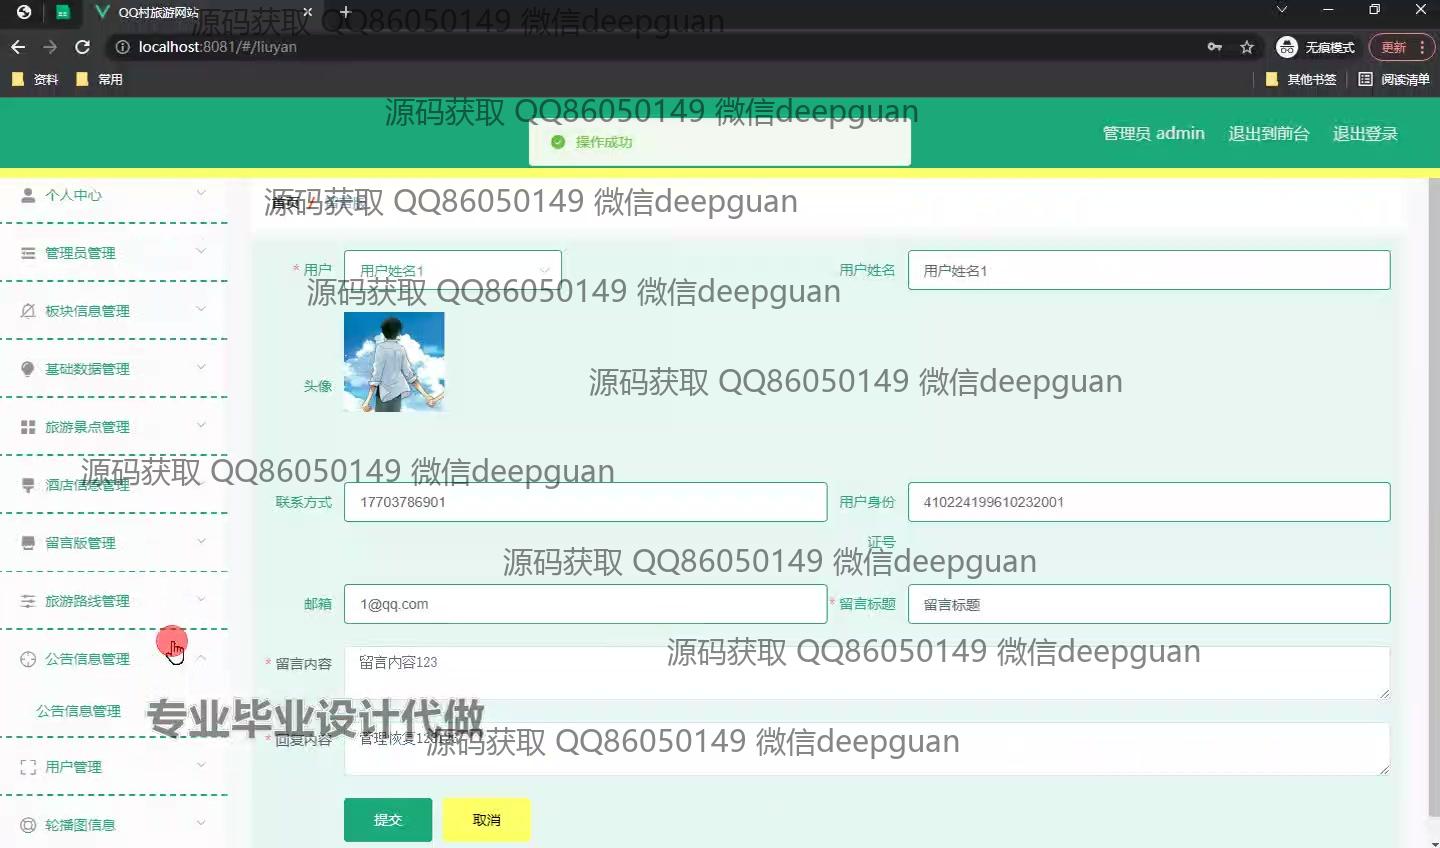 QQ村旅游网站
源码获取 QQ86050149 微信deepguan
localhost:8081/#/liuyan
无痕模式
更新
资料
常用
其他书签
阅读清单
源码获取 QQ86050149 微信deepguan
操作成功
管理员 admin
退出到前台
退出登录
个人中心
首页
源码获取 QQ86050149 微信deepguan
管理员管理
* 用户
用户姓名1
用户姓名
用户姓名1
源码获取 QQ86050149 微信deepguan
板块信息管理
基础数据管理
头像
源码获取 QQ86050149 微信deepguan
旅游景点管理
酒店信息管理
源码获取 QQ86050149 微信deepguan
联系方式
17703786901
用户身份
证号
410224199610232001
留言版管理
源码获取 QQ86050149 微信deepguan
旅游路线管理
邮箱
1@qq.com
* 留言标题
留言标题
公告信息管理
* 留言内容
留言内容123
源码获取 QQ86050149 微信deepguan
公告信息管理
专业毕业设计代做
* 回复内容
管理恢复12
源码获取 QQ86050149 微信deepguan
用户管理
轮播图信息
提交
取消